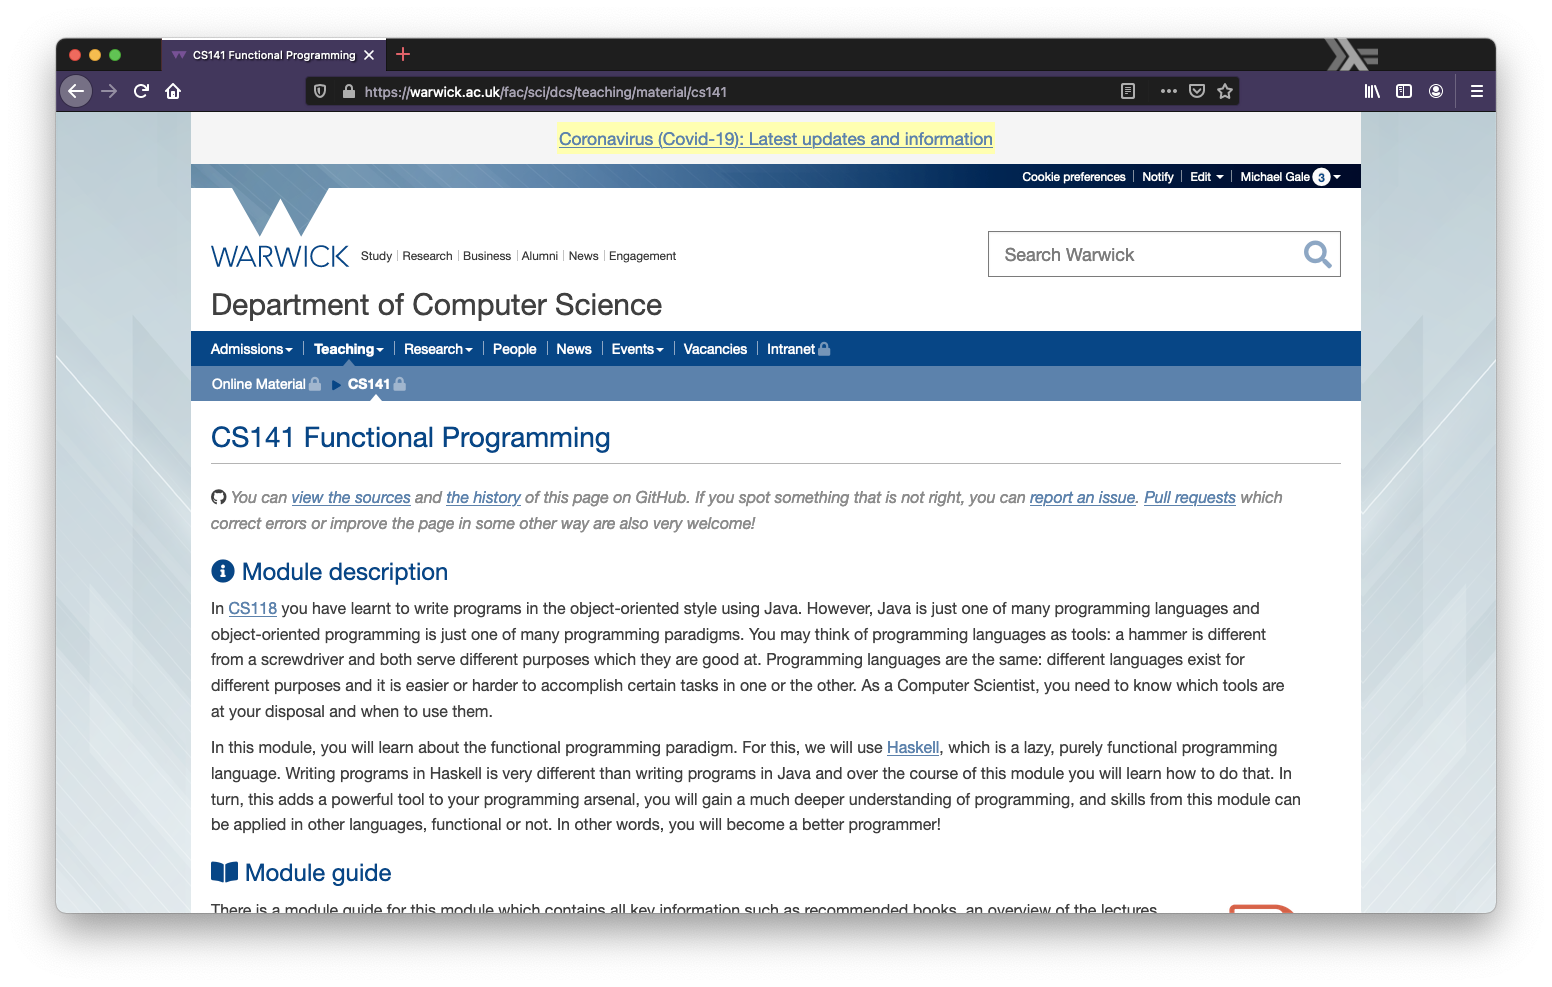 CS141 Functional Programming
https://warwick.ac.uk/fac/sci/dcs/teaching/material/cs141
Coronavirus (Covid-19): Latest updates and information
Cookie preferences Notify Edit Michael Gale 3
WARWICK Study Research Business Alumni News Engagement
Search Warwick
Department of Computer Science
Admissions Teaching Research People News Events Vacancies Intranet
Online Material CS141
CS141 Functional Programming
You can view the sources and the history of this page on GitHub. If you spot something that is not right, you can report an issue. Pull requests which
correct errors or improve the page in some other way are also very welcome!
Module description
In CS118 you have learnt to write programs in the object-oriented style using Java. However, Java is just one of many programming languages and
object-oriented programming is just one of many programming paradigms. You may think of programming languages as tools: a hammer is different
from a screwdriver and both serve different purposes which they are good at. Programming languages are the same: different languages exist for
different purposes and it is easier or harder to accomplish certain tasks in one or the other. As a Computer Scientist, you need to know which tools are
at your disposal and when to use them.
In this module, you will learn about the functional programming paradigm. For this, we will use Haskell, which is a lazy, purely functional programming
language. Writing programs in Haskell is very different than writing programs in Java and over the course of this module you will learn how to do that. In
turn, this adds a powerful tool to your programming arsenal, you will gain a much deeper understanding of programming, and skills from this module can
be applied in other languages, functional or not. In other words, you will become a better programmer!
Module guide
There is a module guide for this module which contains all key information such as recommended books, an overview of the lectures